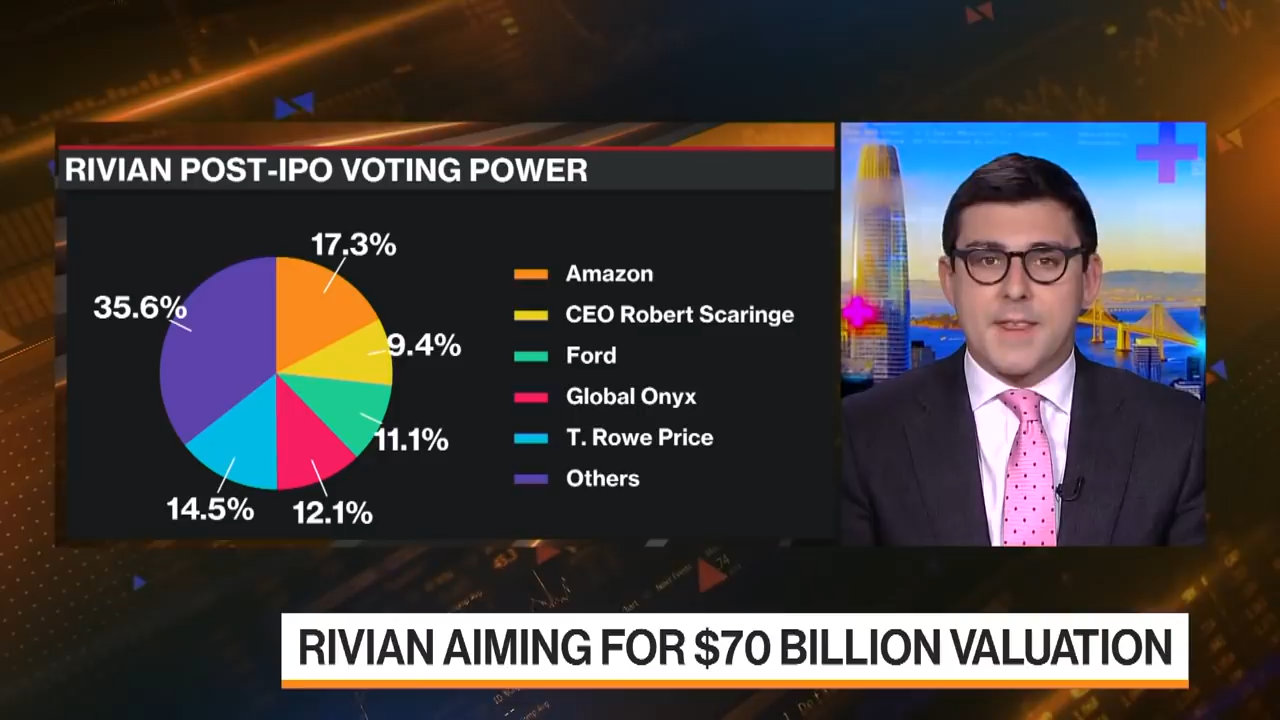 RIVIAN POST-IPO VOTING POWER
17.3%
35.6%
9.4%
11.1%
14.5%
12.1%
Amazon
CEO Robert Scaringe
Ford
Global Onyx
T. Rowe Price
Others
RIVIAN AIMING FOR $70 BILLION VALUATION